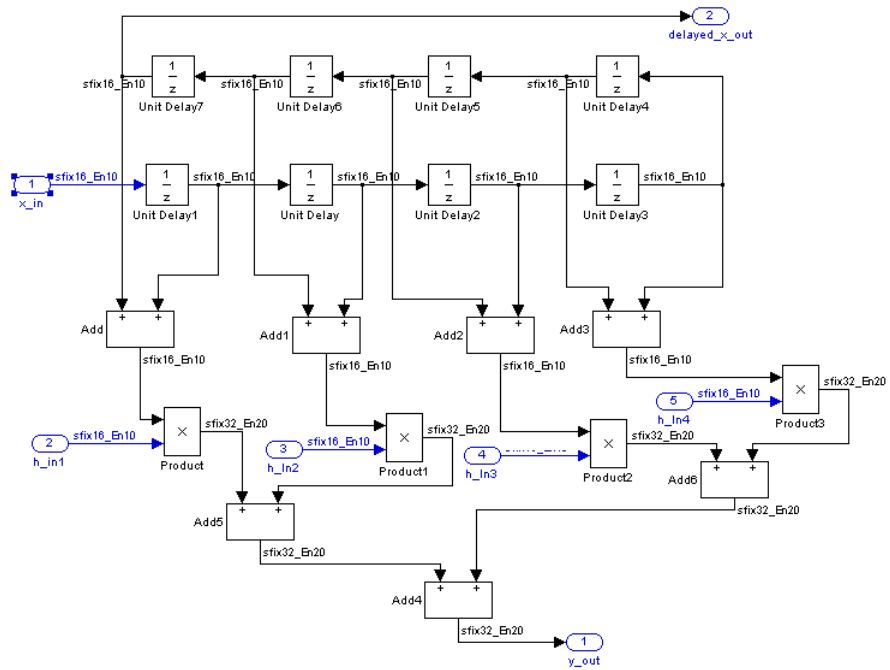 2
delayed_x_out
1
z
1
z
1
z
1
z
sfix16_En10
sfix16_En10
sfix16_En10
sfix16_En10
Unit Delay7
Unit Delay6
Unit Delay5
Unit Delay4
1
sfix16_En10
1
z
sfix16_En10
1
z
sfix16_En10
1
z
sfix16_En10
1
z
sfix16_En10
x_in
Unit Delay1
Unit Delay
Unit Delay2
Unit Delay3
Add
+ +
Add1
+ +
Add2
+ +
Add3
+ +
sfix16_En10
sfix16_En10
sfix16_En10
sfix16_En10
2
h_in1
sfix16_En10
×
Product
sfix32_En20
3
h_In2
sfix16_En10
×
Product1
sfix32_En20
4
h_In3
×
Product2
sfix32_En20
5
h_In4
sfix16_En10
×
Product3
sfix32_En20
Add5
+ +
sfix32_En20
Add6
+ +
sfix32_En20
Add4
+ +
sfix32_En20
1
y_out